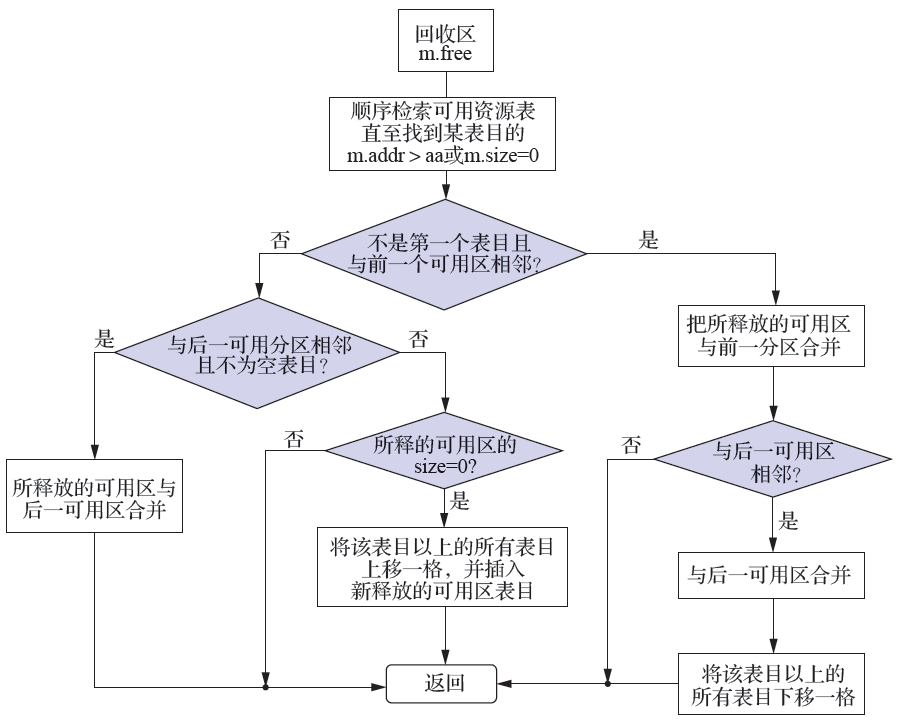 回收区
m.free
顺序检索可用资源表
直至找到某表目的
m.addr > aa或m.size=0
不是第一个表目且
与前一个可用区相邻?
否
是
与后一可用分区相邻
且不为空表目?
是
否
把所释放的可用区
与前一分区合并
所释的可用区的
size=0?
否
是
与后一可用区
相邻?
否
是
所释放的可用区与
后一可用区合并
将该表目以上的所有表目
上移一格，并插入
新释放的可用区表目
与后一可用区合并
将该表目以上的
所有表目下移一格
返回